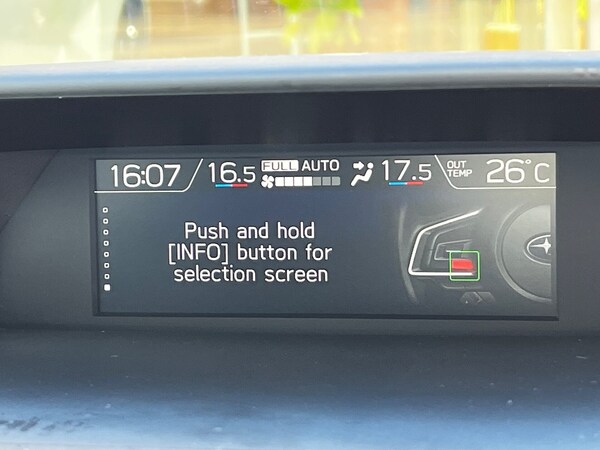 16:07 16.5 FULL AUTO 17.5 OUT TEMP 26°C
Push and hold
[INFO] button for
selection screen